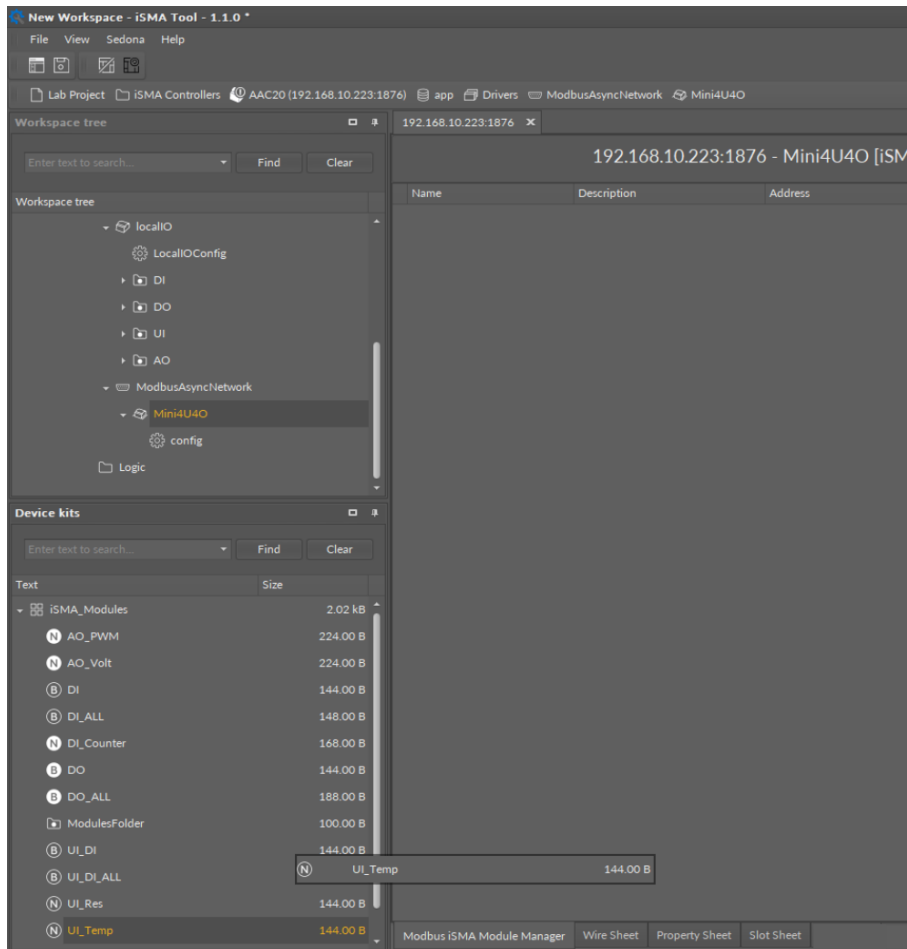 New Workspace - iSMA Tool - 1.1.0 *
File View Sedona Help
Lab Project iSMA Controllers AAC20 (192.168.10.223:1876) app Drivers ModbusAsyncNetwork Mini4U4O
Workspace tree
Enter text to search... Find Clear
Workspace tree
localIO
LocalIOConfig
DI
DO
UI
AO
ModbusAsyncNetwork
Mini4U4O
config
Logic
Device kits
Enter text to search... Find Clear
Text Size
iSMA_Modules 2.02 kB
AO_PWM 224.00 B
AO_Volt 224.00 B
DI 144.00 B
DI_ALL 148.00 B
DI_Counter 168.00 B
DO 144.00 B
DO_ALL 188.00 B
ModulesFolder 100.00 B
UI_DI 144.00 B
UI_DI_ALL
UI_Res 144.00 B
UI_Temp 144.00 B
192.168.10.223:1876
192.168.10.223:1876 - Mini4U4O [iSM
Name Description Address
UI_Temp 144.00 B
Modbus iSMA Module Manager Wire Sheet Property Sheet Slot Sheet